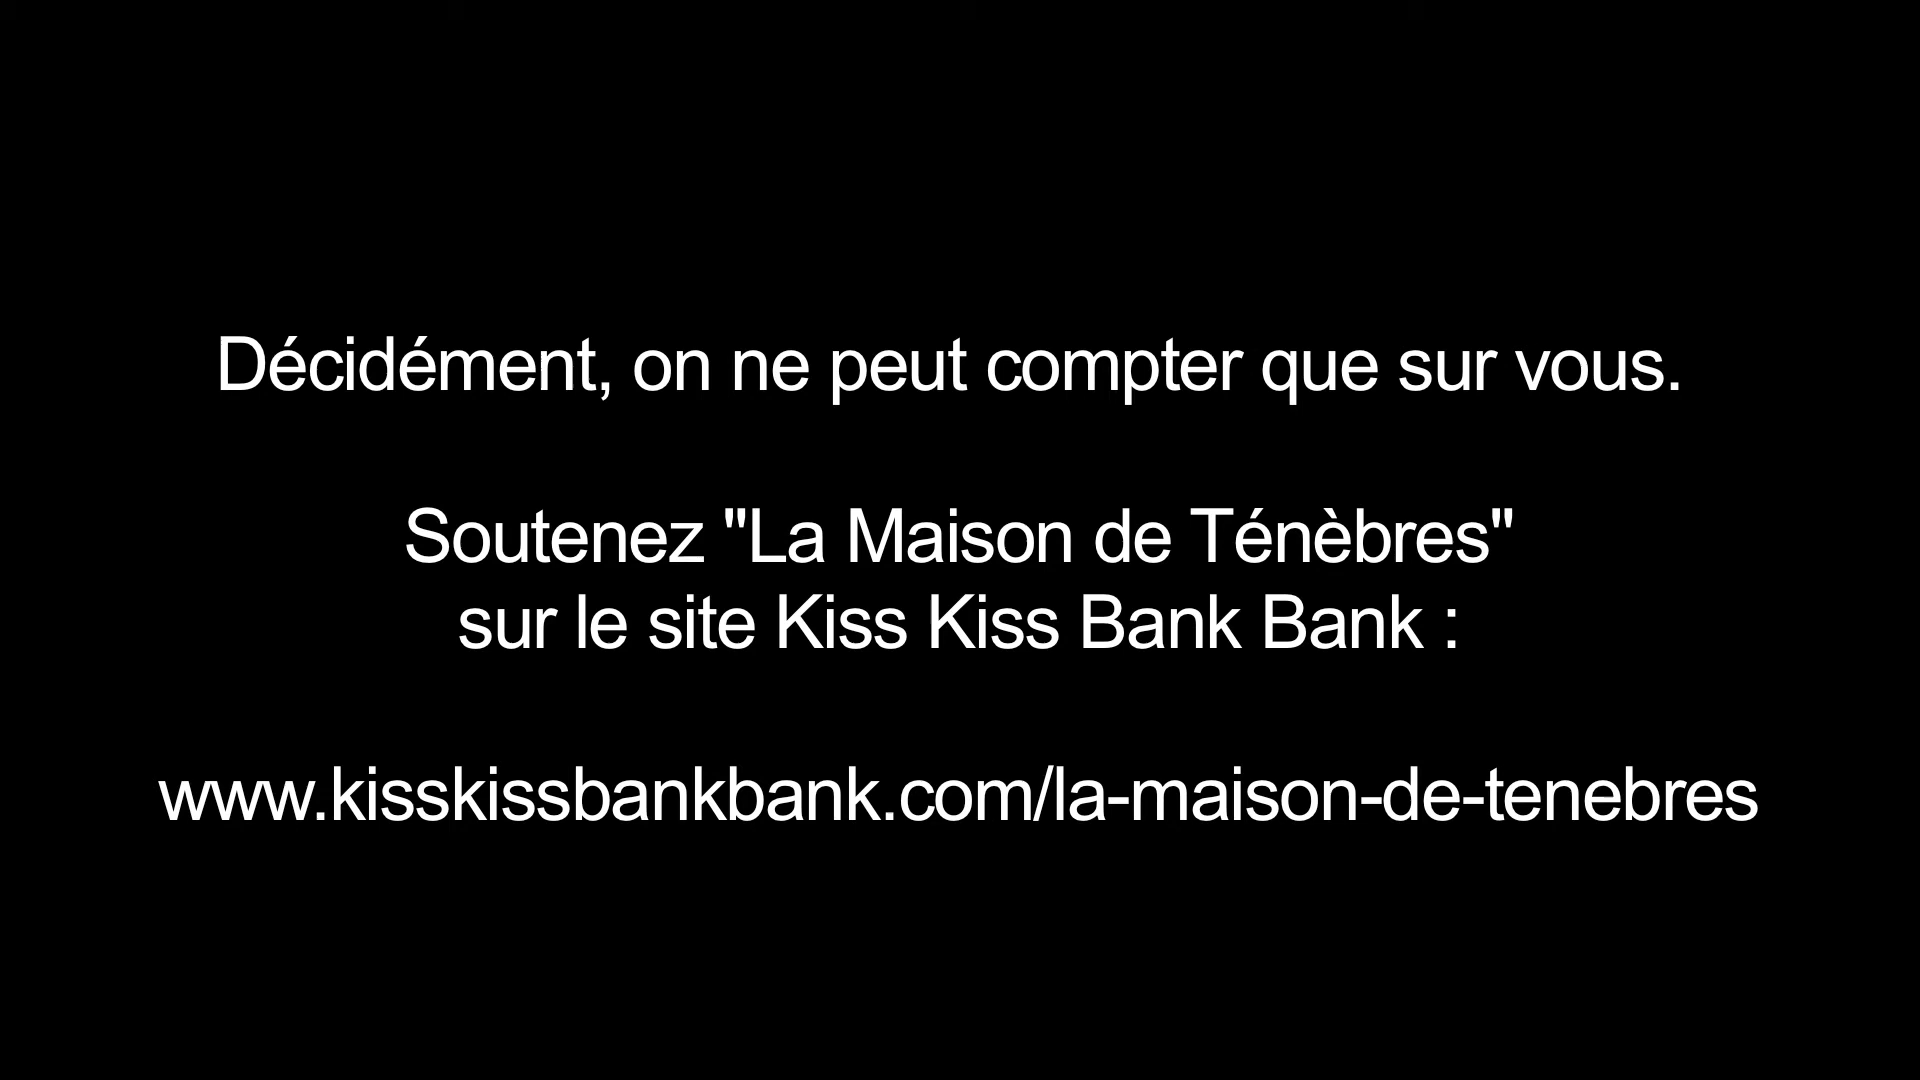 Décidément, on ne peut compter que sur vous.
Soutenez "La Maison de Ténèbres"
sur le site Kiss Kiss Bank Bank :
www.kisskissbankbank.com/la-maison-de-tenebres